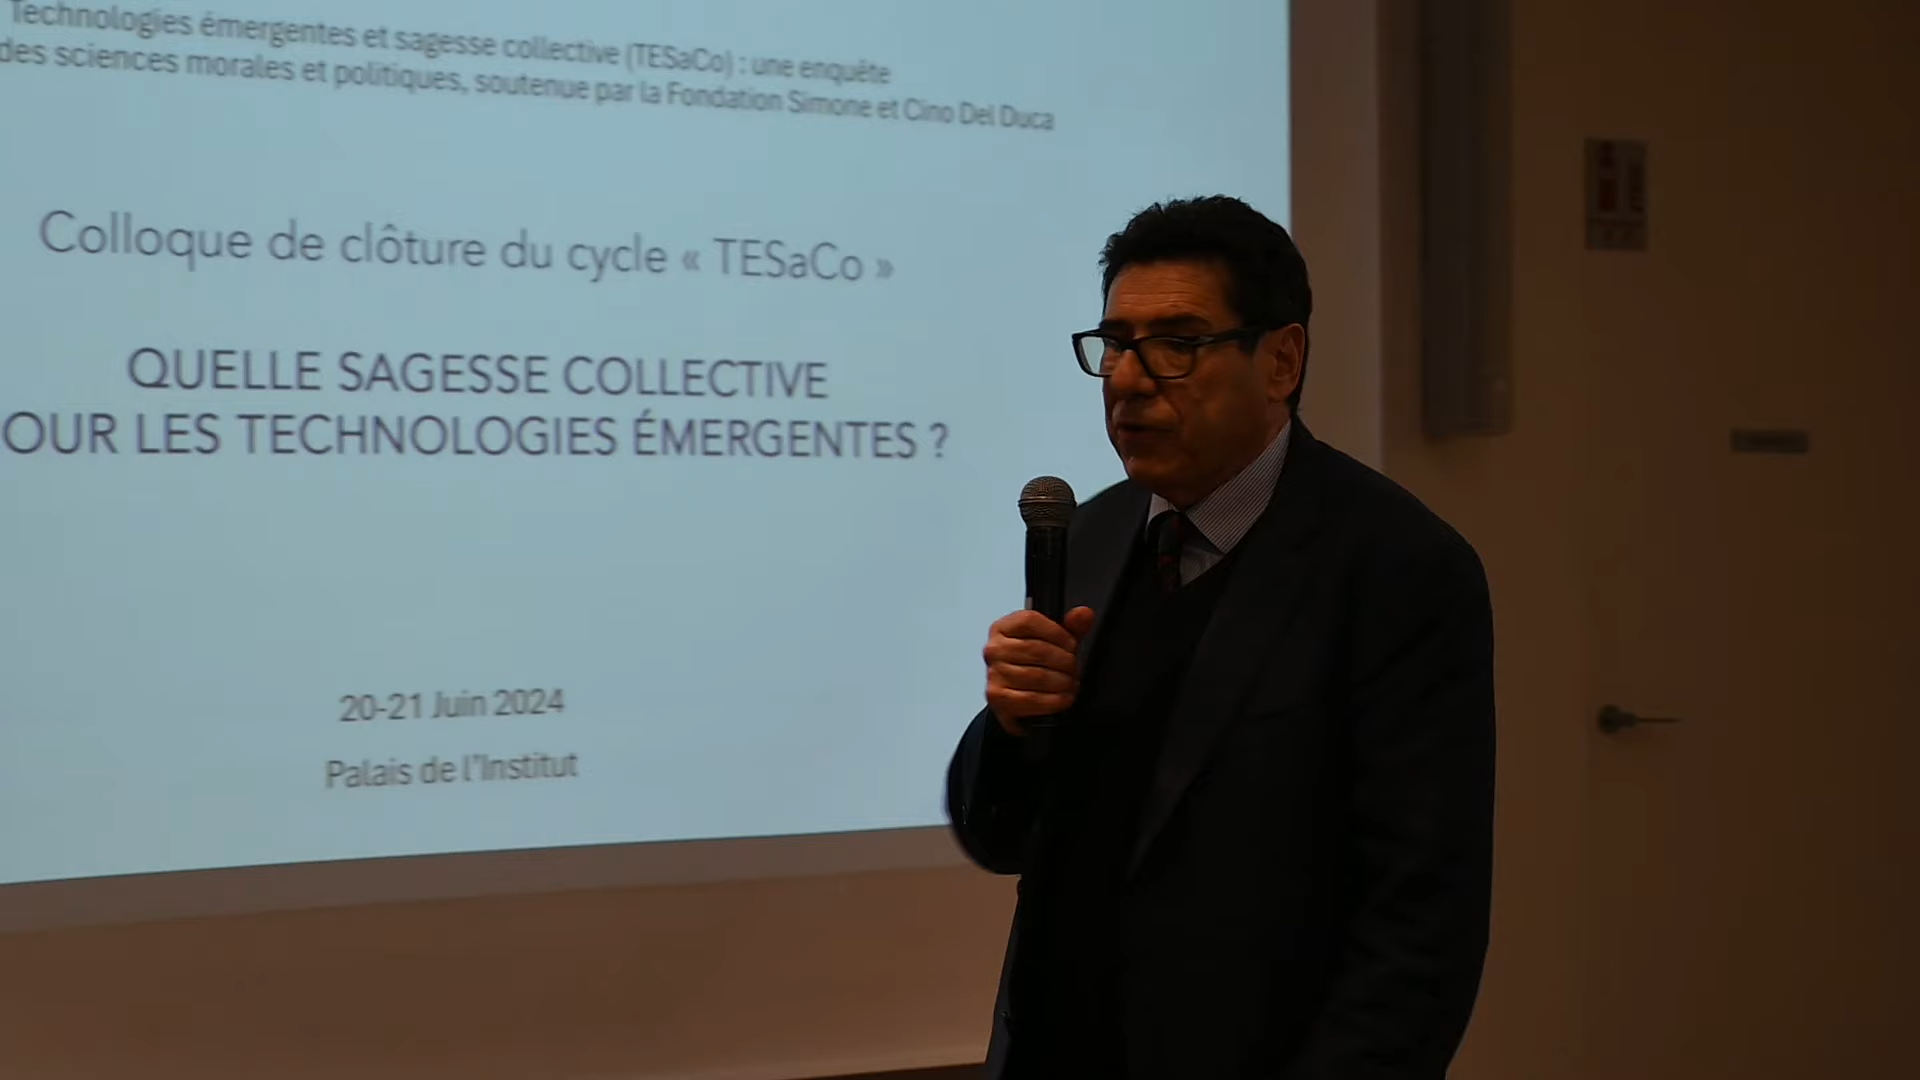 Technologies émergentes et sagesse collective (TESaCo) : une enquête
des sciences morales et politiques, soutenue par la Fondation Simone et Cino Del Duca
Colloque de clôture du cycle « TESaCo »
QUELLE SAGESSE COLLECTIVE
OUR LES TECHNOLOGIES ÉMERGENTES ?
20-21 Juin 2024
Palais de l'Institut